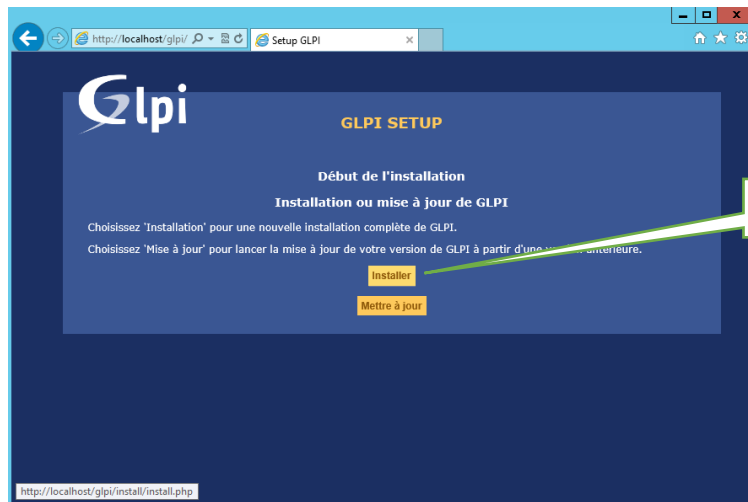 http://localhost/glpi/
Setup GLPI
Glpi
GLPI SETUP
Début de l'installation
Installation ou mise à jour de GLPI
Choisissez 'Installation' pour une nouvelle installation complète de GLPI.
Choisissez 'Mise à jour' pour lancer la mise à jour de votre version de GLPI à partir d'une antérieure.
Installer
Mettre à jour
http://localhost/glpi/install/install.php